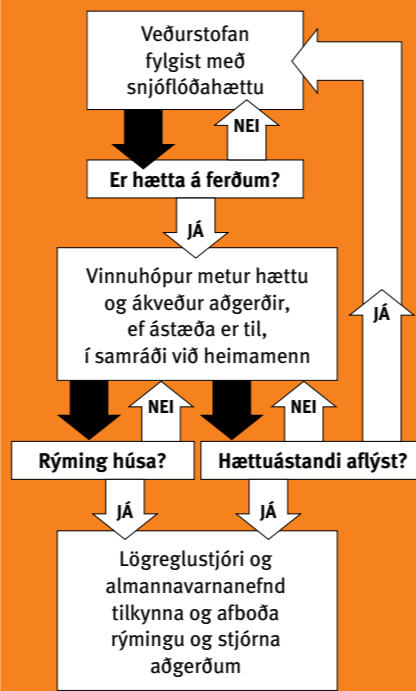 Veðurstofan
fylgist með
snjóflóðahættu
NEI
Er hætta á ferðum?
JÁ
Vinnuhópur metur hættu
og ákveður aðgerðir,
ef ástæða er til,
í samráði við heimamenn
JÁ
NEI
NEI
Rýming húsa?
Hættuástandi aflýst?
JÁ
JÁ
Lögreglustjóri og
almannavarnanefnd
tilkynna og afboða
rýmingu og stjórna
aðgerðum